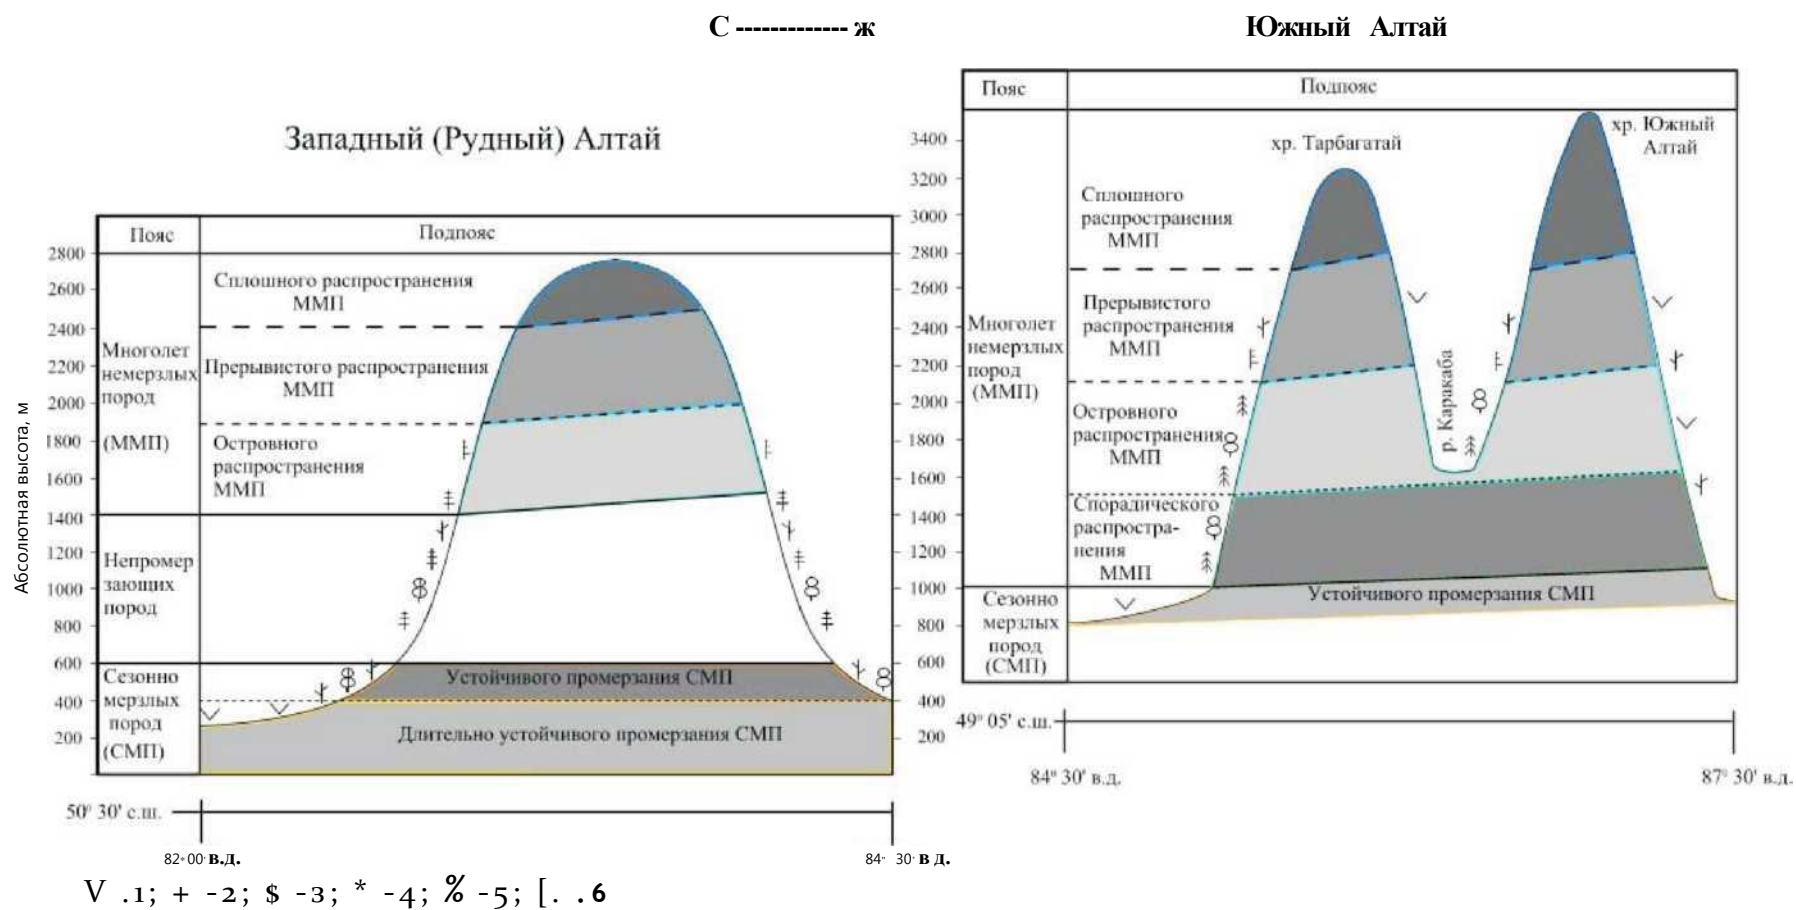 С ------------- ж
Южный Алтай
Западный (Рудный) Алтай
Абсолютная высота, м
Пояс
Подпояс
2800
2600
2400
2200
2000
1800
1600
1400
1200
1000
800
600
400
200
Многолет
немерзлых
пород
(ММП)
Непромер
зающих
пород
Сезонно
мерзлых
пород
(СМП)
Сплошного распространения
ММП
Прерывистого распространения
ММП
Островного
распространения
ММП
Устойчивого промерзания СМП
Длительно устойчивого промерзания СМП
50° 30' с.ш.
82°00' в.д.
84° 30' в д.
3400
3200
3000
2800
2600
2400
2200
2000
1800
1600
1400
1200
1000
800
600
400
200
Пояс
Подпояс
Многолет
немерзлых
пород
(ММП)
Сезонно
мерзлых
пород
(СМП)
Сплошного
распространения
ММП
Прерывистого
распространения
ММП
Островного
распространения
ММП
Спорадического
распростра-
нения
ММП
хр. Тарбагатай
хр. Южный
Алтай
р. Каракаба
Устойчивого промерзания СМП
49° 05' с.ш.
84° 30' в.д.
87° 30' в.д.
V .1; + -2; $ -3; * -4; % -5; [. . 6